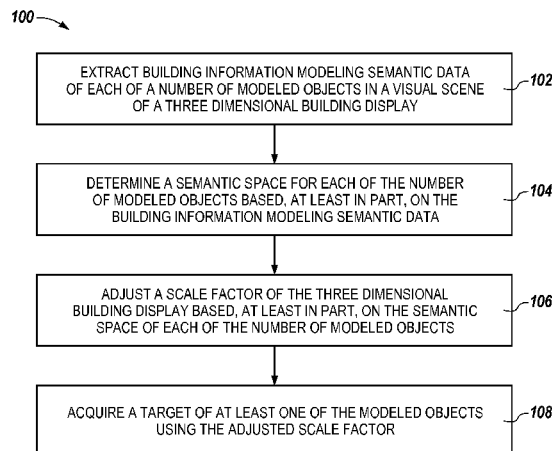 100
EXTRACT BUILDING INFORMATION MODELING SEMANTIC DATA
OF EACH OF A NUMBER OF MODELED OBJECTS IN A VISUAL SCENE
OF A THREE DIMENSIONAL BUILDING DISPLAY
102
DETERMINE A SEMANTIC SPACE FOR EACH OF THE NUMBER
OF MODELED OBJECTS BASED, AT LEAST IN PART, ON THE
BUILDING INFORMATION MODELING SEMANTIC DATA
104
ADJUST A SCALE FACTOR OF THE THREE DIMENSIONAL
BUILDING DISPLAY BASED, AT LEAST IN PART, ON THE SEMANTIC
SPACE OF EACH OF THE NUMBER OF MODELED OBJECTS
106
ACQUIRE A TARGET OF AT LEAST ONE OF THE MODELED OBJECTS
USING THE ADJUSTED SCALE FACTOR
108